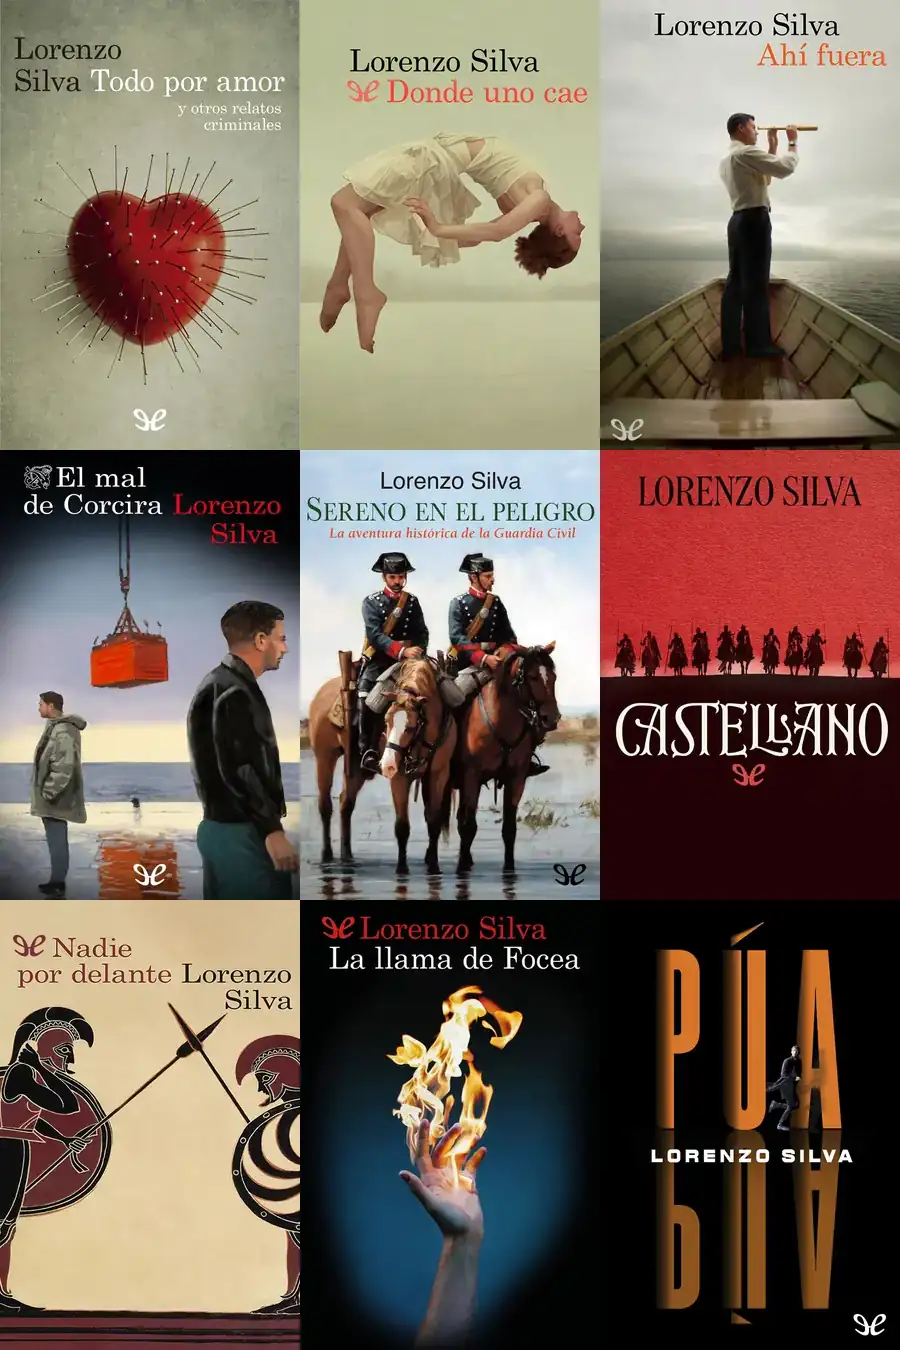 Lorenzo
Silva Todo por amor
y otros relatos
criminales
Lorenzo Silva
Donde uno cae
Lorenzo Silva
Ahí fuera
El mal
de Corcira Lorenzo
Silva
Lorenzo Silva
SERENO EN EL PELIGRO
La aventura histórica de la Guardia Civil
LORENZO SILVA
CASTELLANO
Nadie
por delante Lorenzo
Silva
Lorenzo Silva
La llama de Focea
PÚA
LORENZO SILVA